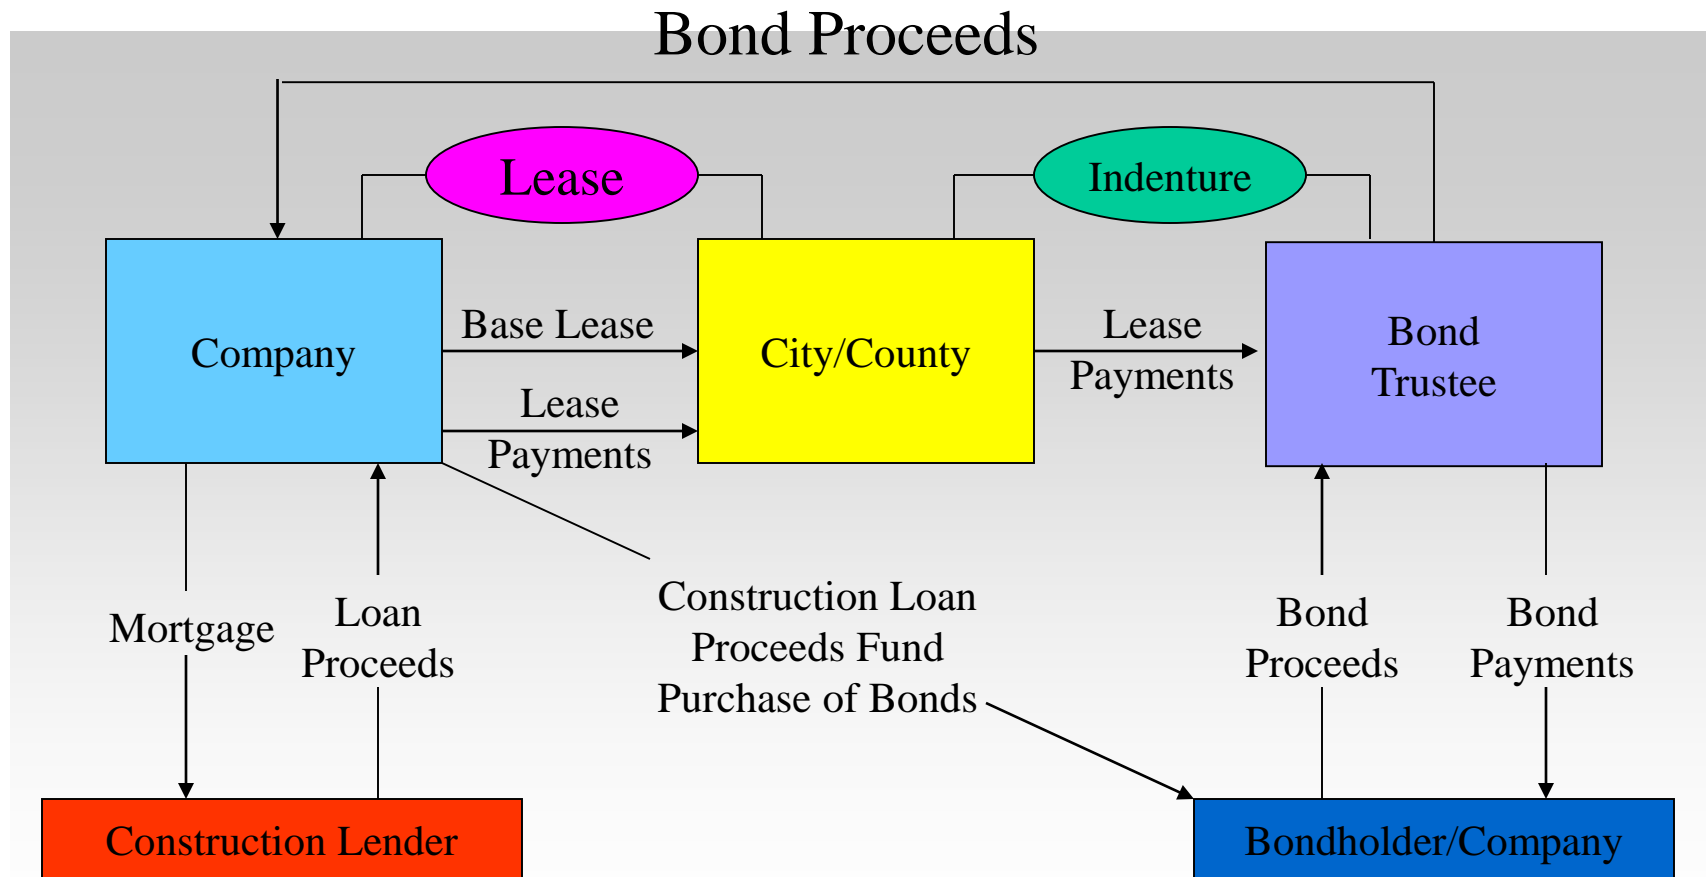 Bond Proceeds
Lease
Indenture
Company
Base Lease
Lease
Payments
City/County
Lease
Payments
Bond
Trustee
Mortgage
Loan
Proceeds
Construction Loan
Proceeds Fund
Purchase of Bonds
Bond
Proceeds
Bond
Payments
Construction Lender
Bondholder/Company